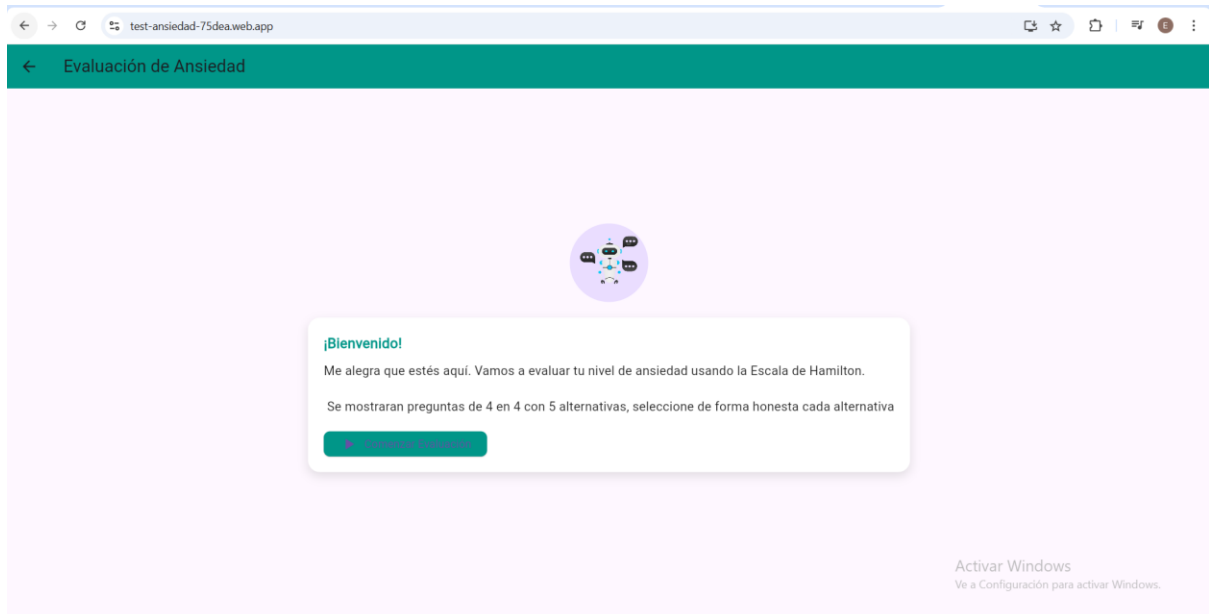 test-ansiedad-75dea.web.app
E
Evaluación de Ansiedad
¡Bienvenido!
Me alegra que estés aquí. Vamos a evaluar tu nivel de ansiedad usando la Escala de Hamilton.
Se mostraran preguntas de 4 en 4 con 5 alternativas, seleccione de forma honesta cada alternativa
Comenzar Evaluación
Activar Windows
Ve a Configuración para activar Windows.